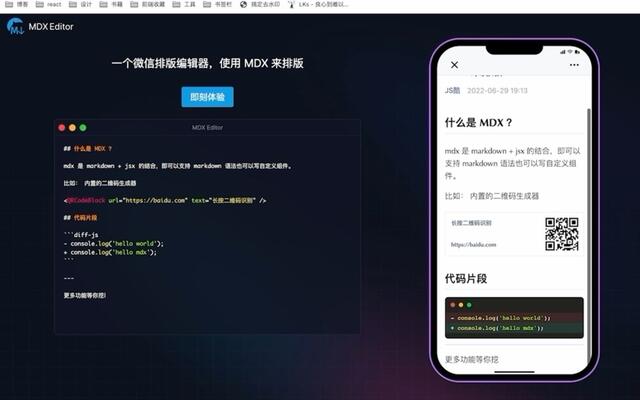 博客
react
设计
书籍
前端收藏
工具
书签栏
搞定去水印
LKs - 良心到难以...
MDX Editor
一个微信排版编辑器，使用 MDX 来排版
即刻体验
MDX Editor
## 什么是 MDX ?
mdx 是 markdown + jsx 的结合，即可以支持 markdown 语法也可以写自定义组件。
比如： 内置的二维码生成器
<QRCodeBlock url="https://baidu.com" text="长按二维码识别" />
## 代码片段
```diff-js
- console.log('hello world');
+ console.log('hello mdx');
```
---
更多功能等你挖!
JS酷 2022-06-29 19:13
什么是 MDX ?
mdx 是 markdown + jsx 的结合，即可以
支持 markdown 语法也可以写自定义组
件。
比如： 内置的二维码生成器
长按二维码识别
https://baidu.com
代码片段
- console.log('hello world');
+ console.log('hello mdx');
更多功能等你挖